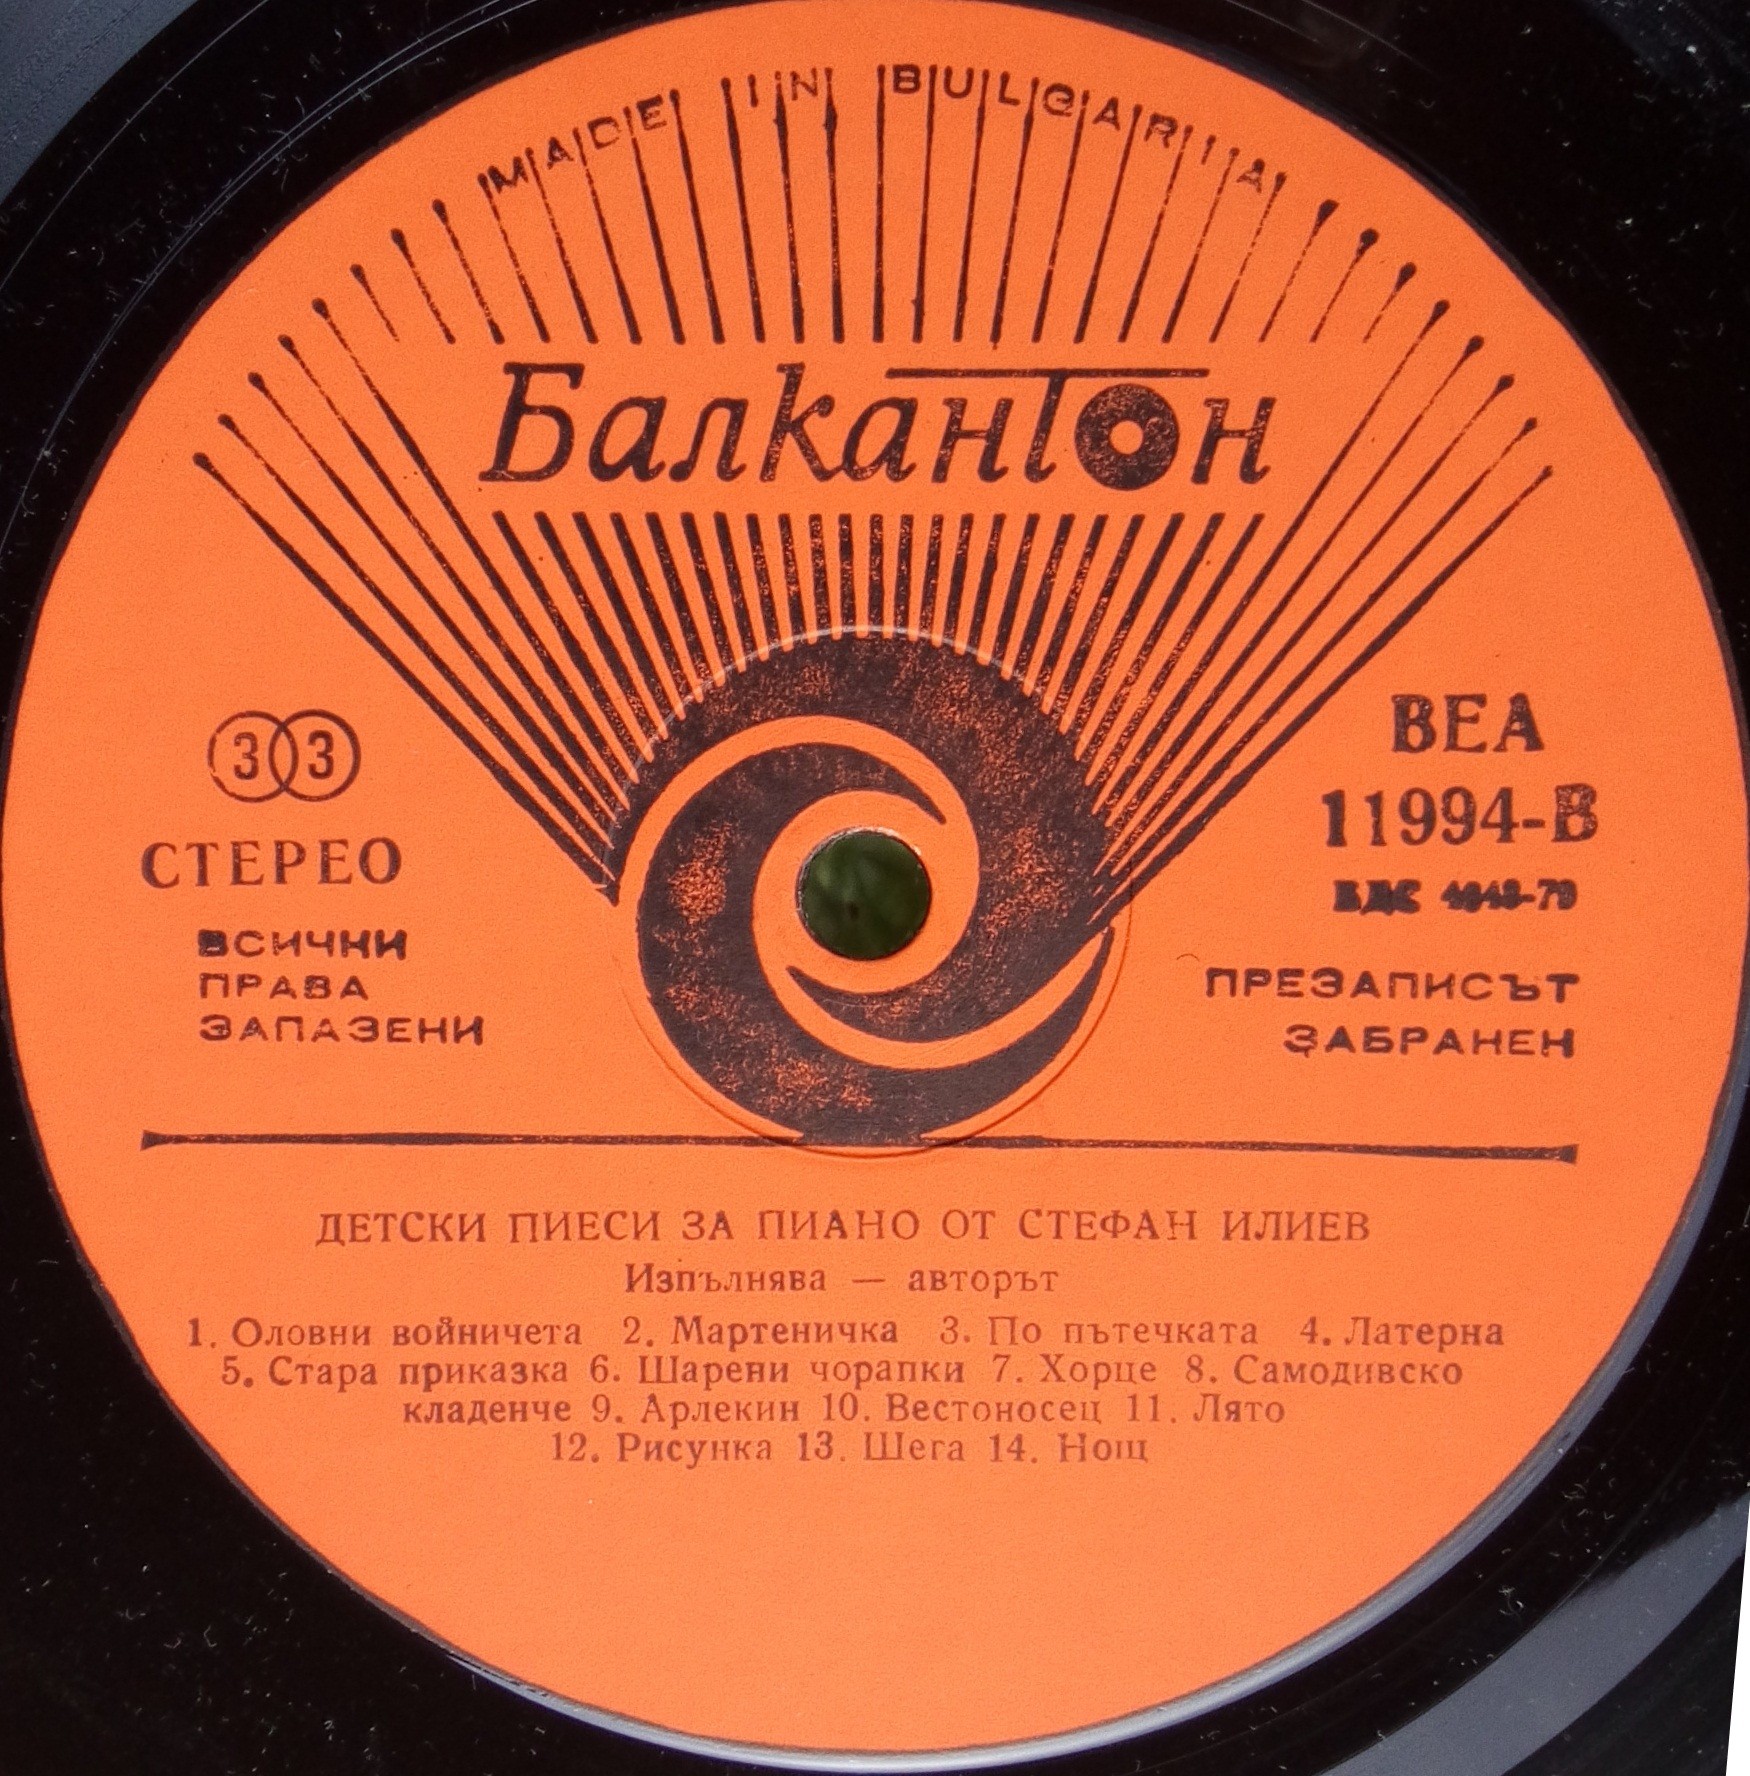 MADE IN BULGARIA
Балкантон
33
СТЕРЕО
ВСИЧКИ
ПРАВА
ЗАПАЗЕНИ
ВЕА
11994-В
БДС
ПРЕЗАПИСЪТ
ЗАБРАНЕН
ДЕТСКИ ПИЕСИ ЗА ПИАНО ОТ СТЕФАН ИЛИЕВ
Изпълнява — авторът
1. Оловни войничета 2. Мартеничка 3. По пътечката 4. Латерна
5. Стара приказка 6. Шарени чорапки 7. Хорце 8. Самодивско
кладенче 9. Арлекин 10. Вестоносец 11. Лято
12. Рисунка 13. Шега 14. Нощ